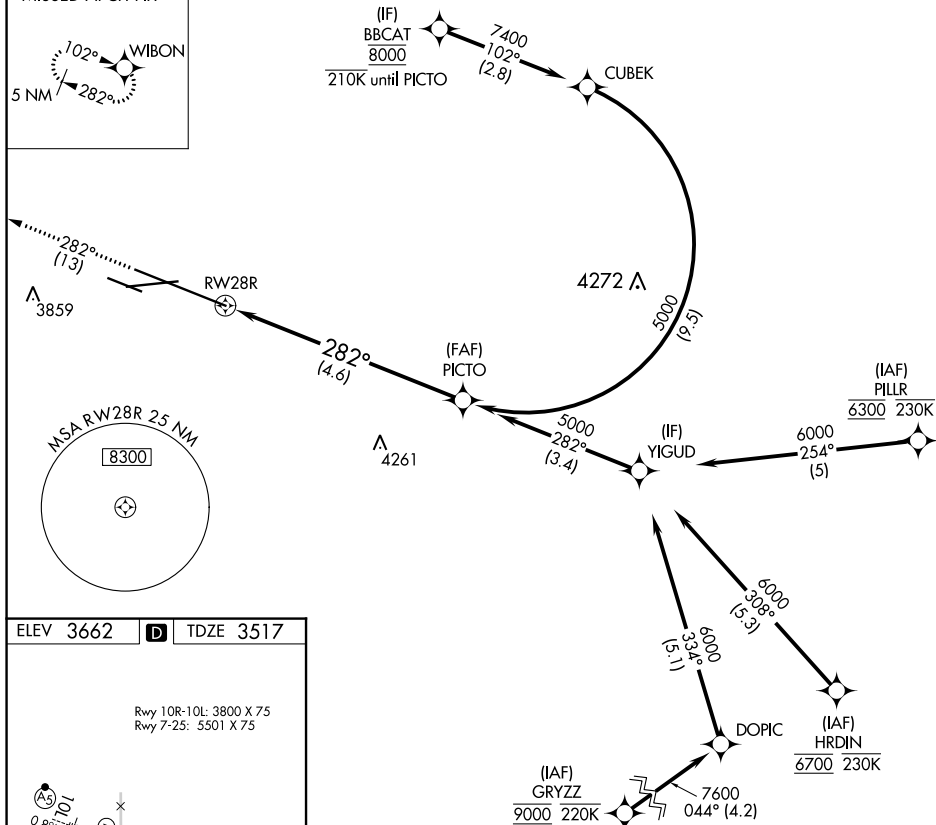 102°
WIBON
5 NM
282°
(IF)
BBCAT
8000
210K until PICTO
7400
102°
(2.8)
CUBEK
282°
(13)
3859
RW28R
282°
(4.6)
(FAF)
PICTO
4272
5000
(9.5)
(IAF)
PILLR
6300 230K
6000
254°
(5)
5000
282°
(3.4)
(IF)
YIGUD
4261
MSA RW28R 25 NM
8300
6000
308°
(5.3)
6000
334°
(5.1)
DOPIC
(IAF)
HRDIN
6700 230K
(IAF)
GRYZZ
9000 220K
7600
044° (4.2)
ELEV 3662 D TDZE 3517
Rwy 10R-10L: 3800 X 75
Rwy 7-25: 5501 X 75
A5
10L